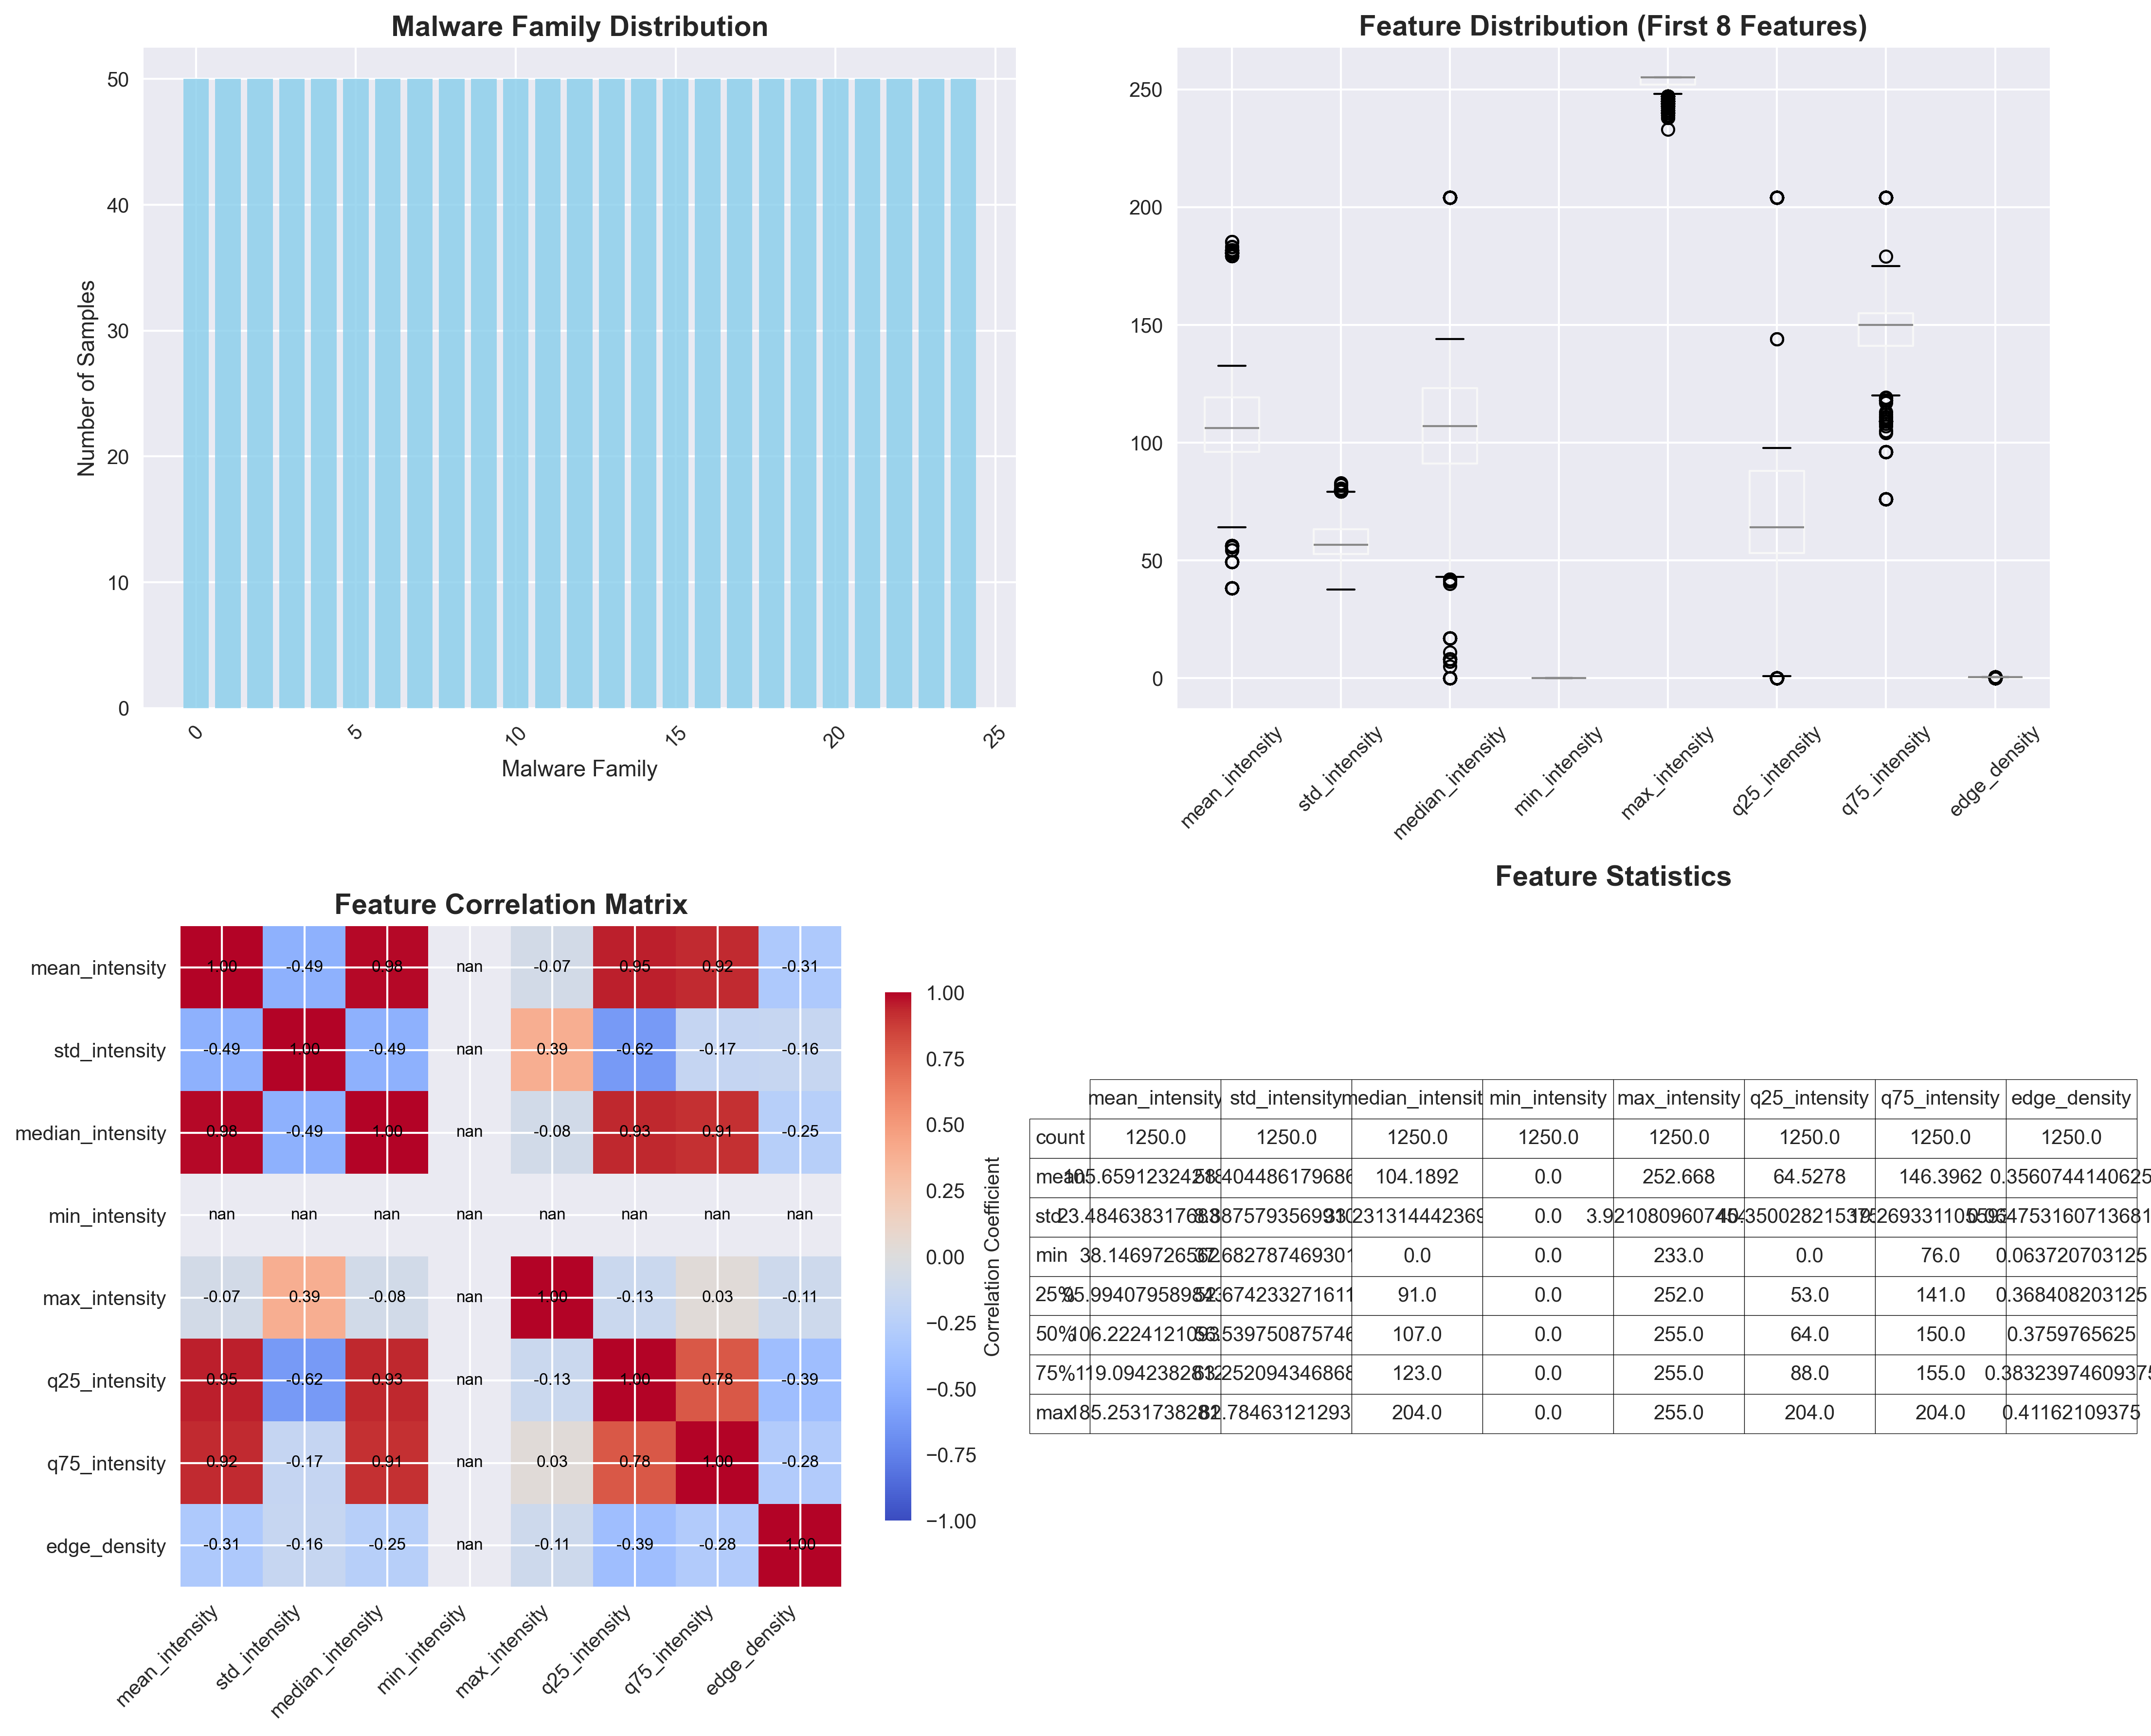 Malware Family Distribution
50
40
30
20
10
0
Number of Samples
0 5 10 15 20 25
Malware Family
Feature Distribution (First 8 Features)
250
200
150
100
50
0
mean_intensity std_intensity median_intensity min_intensity max_intensity q25_intensity q75_intensity edge_density
Feature Correlation Matrix
mean_intensity 1.00 -0.49 0.98 nan -0.07 0.95 0.92 -0.31
std_intensity -0.49 1.00 -0.49 nan 0.39 -0.62 -0.17 -0.16
median_intensity 0.98 -0.49 1.00 nan -0.08 0.93 0.91 -0.25
min_intensity nan nan nan nan nan nan nan nan
max_intensity -0.07 0.39 -0.08 nan 1.00 -0.13 0.03 -0.11
q25_intensity 0.95 -0.62 0.93 nan -0.13 1.00 0.78 -0.39
q75_intensity 0.92 -0.17 0.91 nan 0.03 0.78 1.00 -0.28
edge_density -0.31 -0.16 -0.25 nan -0.11 -0.39 -0.28 1.00
mean_intensity std_intensity median_intensity min_intensity max_intensity q25_intensity q75_intensity edge_density
1.00
0.75
0.50
0.25
0.00
−0.25
−0.50
−0.75
−1.00
Correlation Coefficient
Feature Statistics
mean_intensity std_intensity median_intensit min_intensity max_intensity q25_intensity q75_intensity edge_density
count 1250.0 1250.0 1250.0 1250.0 1250.0 1250.0 1250.0 1250.0
mean 104.1892 0.0 252.668 64.5278 146.3962 0.3560744140625
std 0.0
min 0.0 0.0 233.0 0.0 76.0 0.063720703125
25% 91.0 0.0 252.0 53.0 141.0 0.368408203125
50% 107.0 0.0 255.0 64.0 150.0 0.3759765625
75% 123.0 0.0 255.0 88.0 155.0 0.38323974609375
max 204.0 0.0 255.0 204.0 204.0 0.41162109375